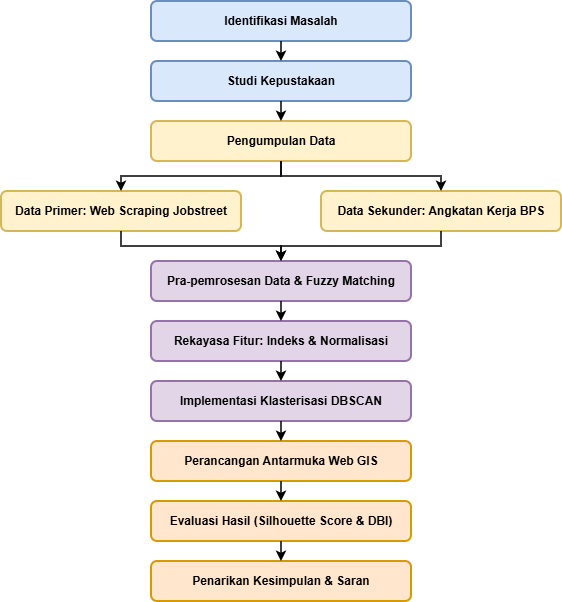 Identifikasi Masalah
Studi Kepustakaan
Pengumpulan Data
Data Primer: Web Scraping Jobstreet
Data Sekunder: Angkatan Kerja BPS
Pra-pemrosesan Data & Fuzzy Matching
Rekayasa Fitur: Indeks & Normalisasi
Implementasi Klasterisasi DBSCAN
Perancangan Antarmuka Web GIS
Evaluasi Hasil (Silhouette Score & DBI)
Penarikan Kesimpulan & Saran